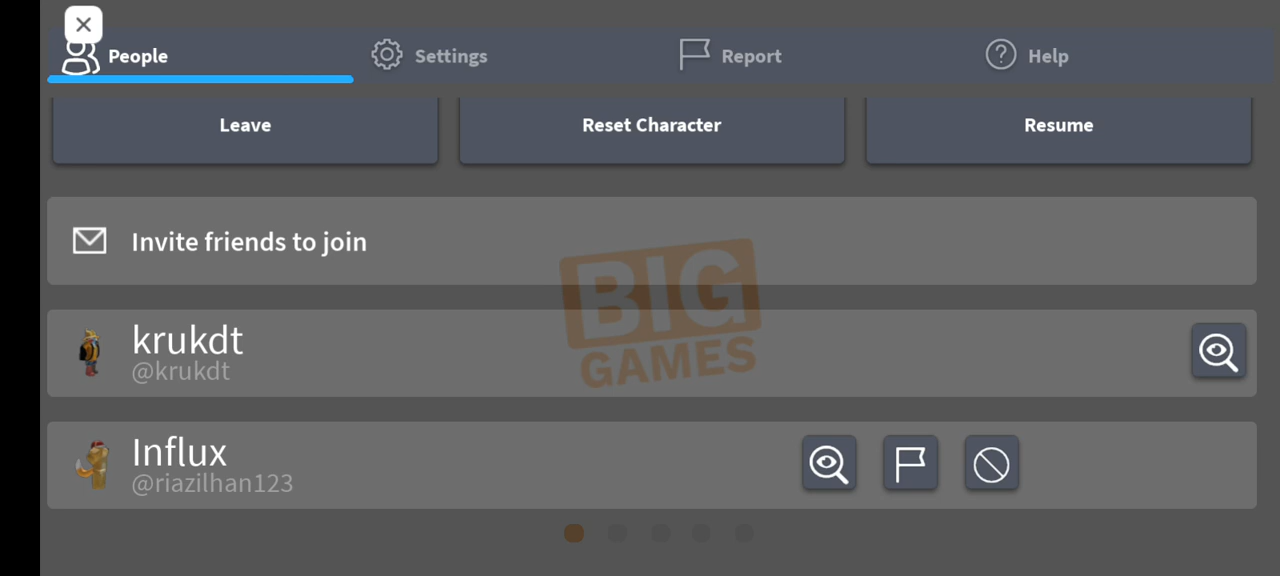 People
Settings
Report
Help
Leave
Reset Character
Resume
Invite friends to join
BIG
GAMES
krukdt
@krukdt
Influx
@riazilhan123